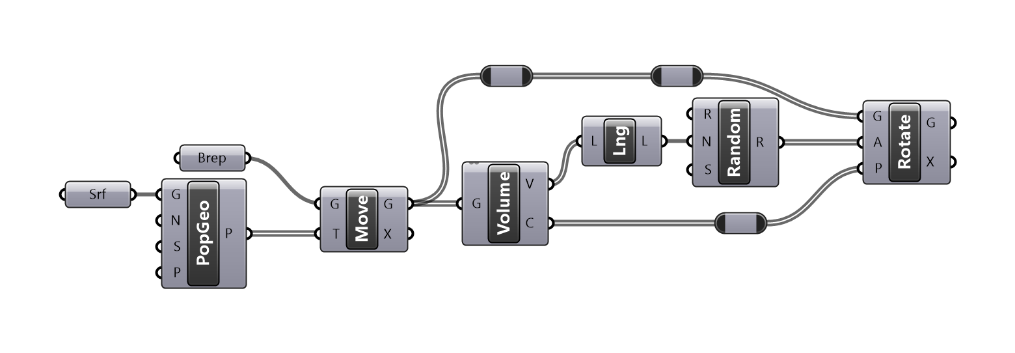 Brep
Srf
G
N
S
P
PopGeo
P
G
T
Move
G
X
G
Volume
V
C
L
Lng
L
R
N
S
Random
R
G
A
P
Rotate
G
X